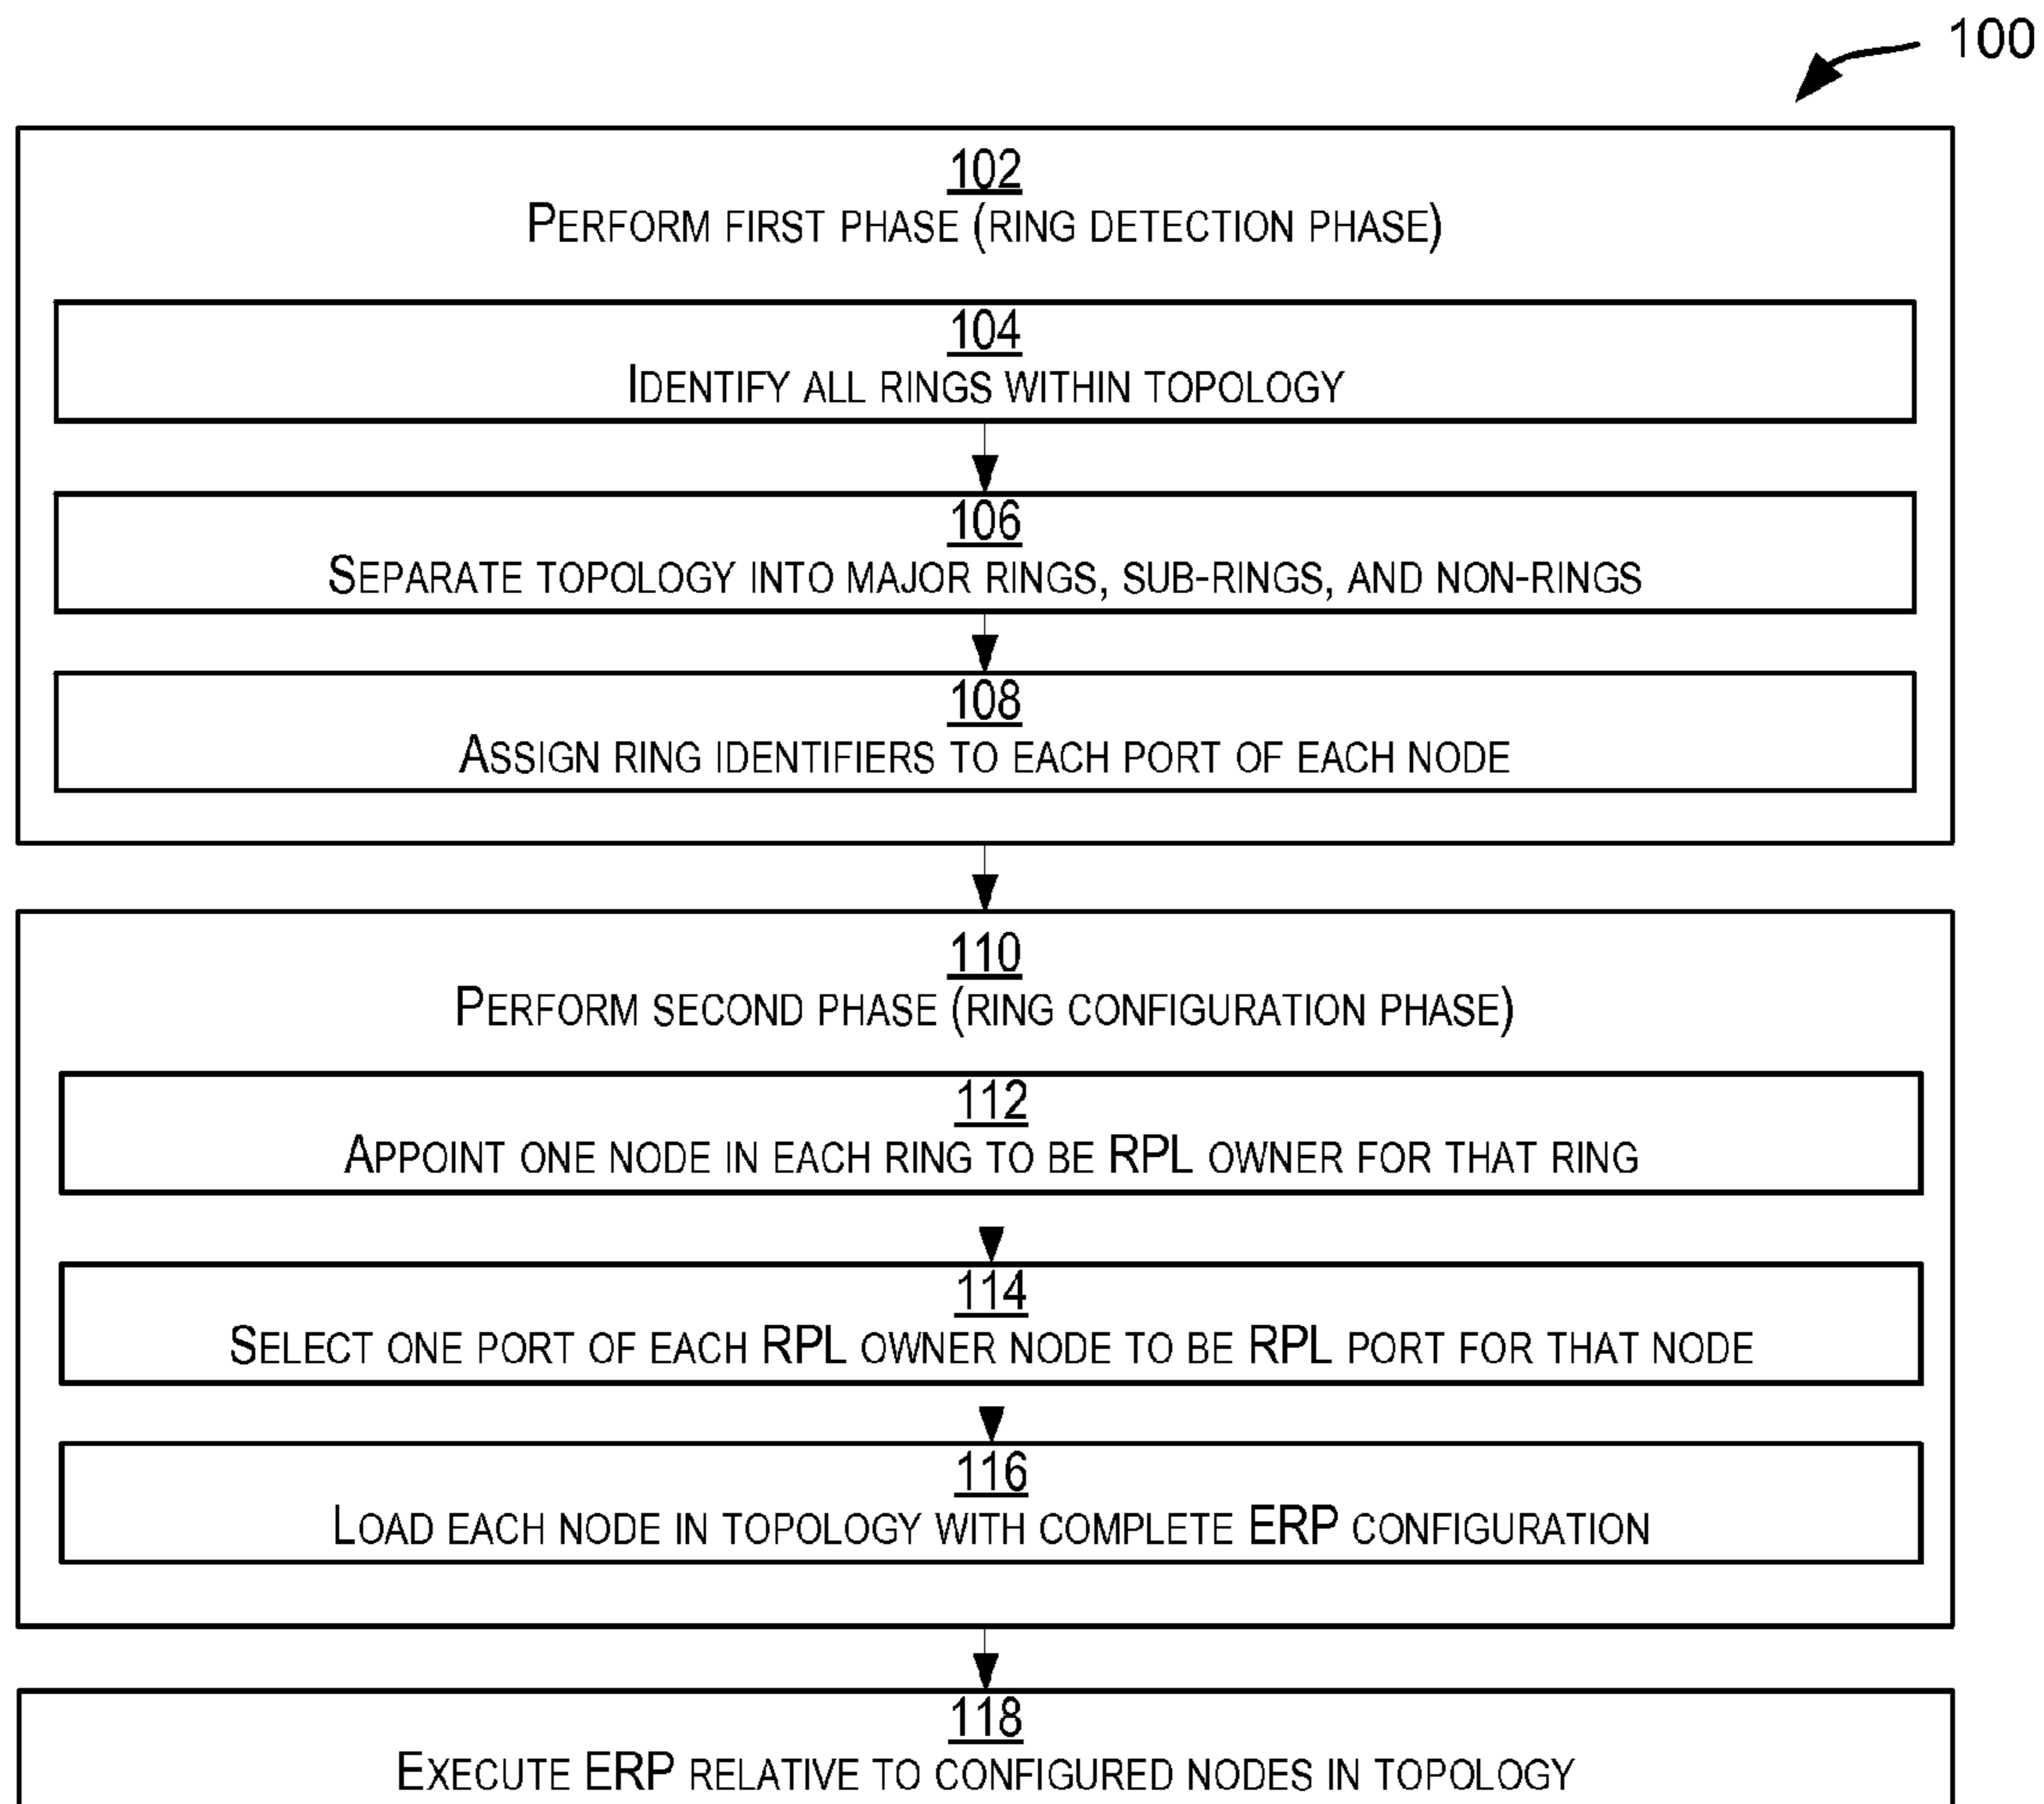 100
102
PERFORM FIRST PHASE (RING DETECTION PHASE)
104
IDENTIFY ALL RINGS WITHIN TOPOLOGY
106
SEPARATE TOPOLOGY INTO MAJOR RINGS, SUB-RINGS, AND NON-RINGS
108
ASSIGN RING IDENTIFIERS TO EACH PORT OF EACH NODE
110
PERFORM SECOND PHASE (RING CONFIGURATION PHASE)
112
APPOINT ONE NODE IN EACH RING TO BE RPL OWNER FOR THAT RING
114
SELECT ONE PORT OF EACH RPL OWNER NODE TO BE RPL PORT FOR THAT NODE
116
LOAD EACH NODE IN TOPOLOGY WITH COMPLETE ERP CONFIGURATION
118
EXECUTE ERP RELATIVE TO CONFIGURED NODES IN TOPOLOGY